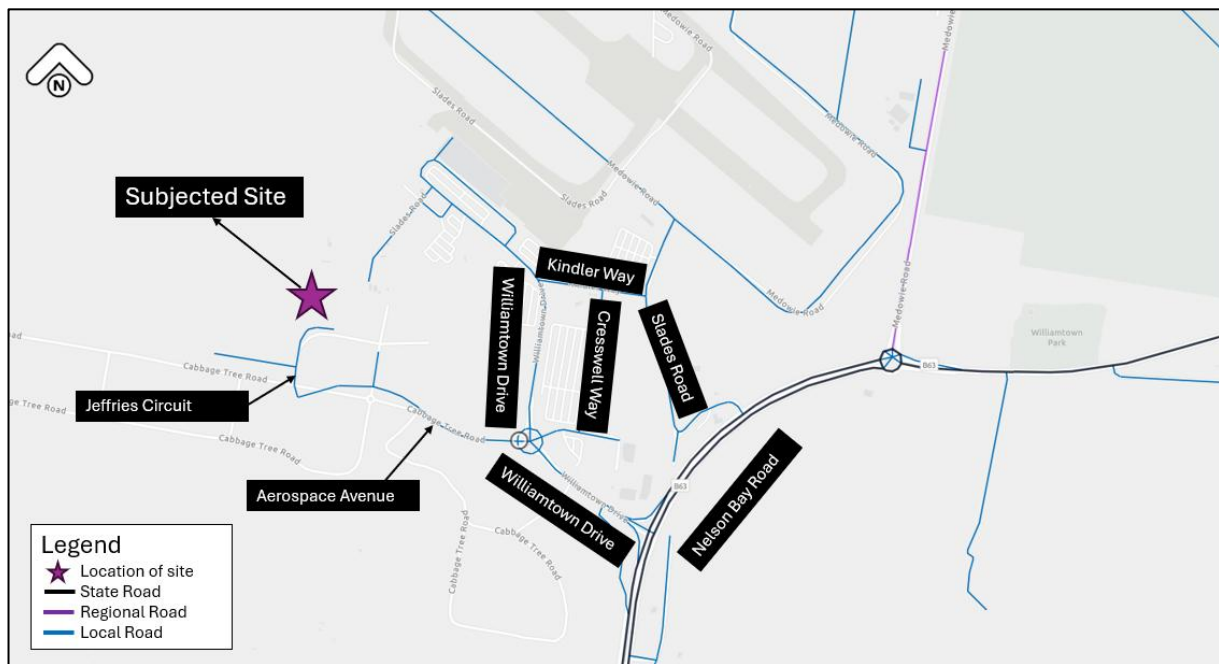 Medowie Road
Medowie Road
N
Slades Road
Medowie Road
Medowie Road
Subjected Site
Slades Road
Slades Road
Kindler Way
Medowie Road
Medowie Road
Williamtown Drive
Williamtown Drive
Cresswell Way
Slades Road
Williamtown
Park
B63
Cabbage Tree Road
Jeffries Circuit
Cabbage Tree Road
Cabbage Tree Road
Cabbage Tree Road
Aerospace Avenue
B63
Nelson Bay Road
Williamtown Drive
Williamtown Drive
Cabbage Tree Road
Cabbage Tree Road
Legend
Location of site
State Road
Regional Road
Local Road